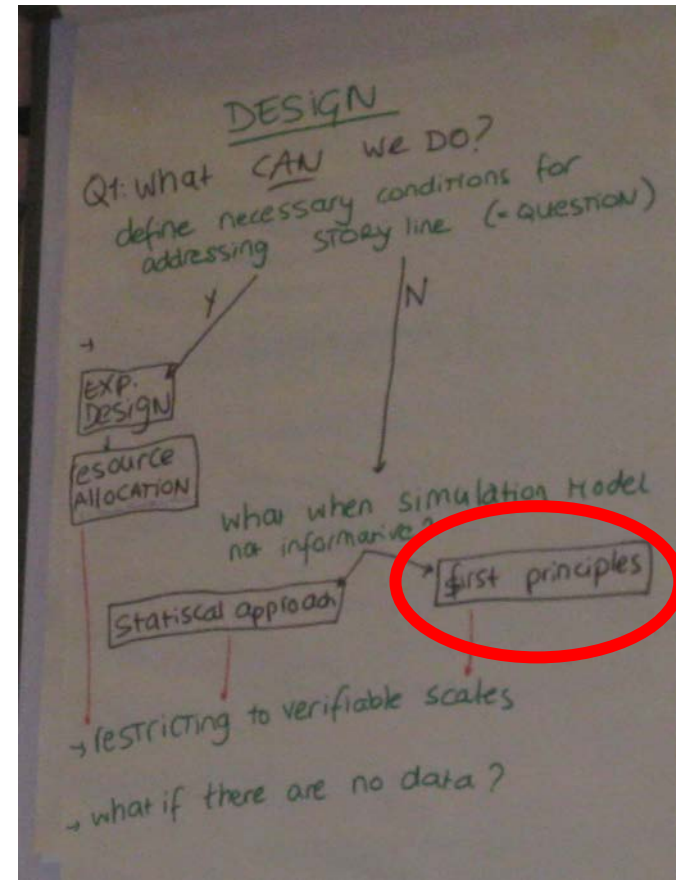 DESIGN
Q1: What CAN we DO?
define necessary conditions for
addressing STORY line (= QUESTION)
Y
N
→
EXP.
DESIGN
resource
ALLOCATION
What when simulation Model
not informative?
Statiscal approach
first principles
→ restricting to verifiable scales
→ what if there are no data?